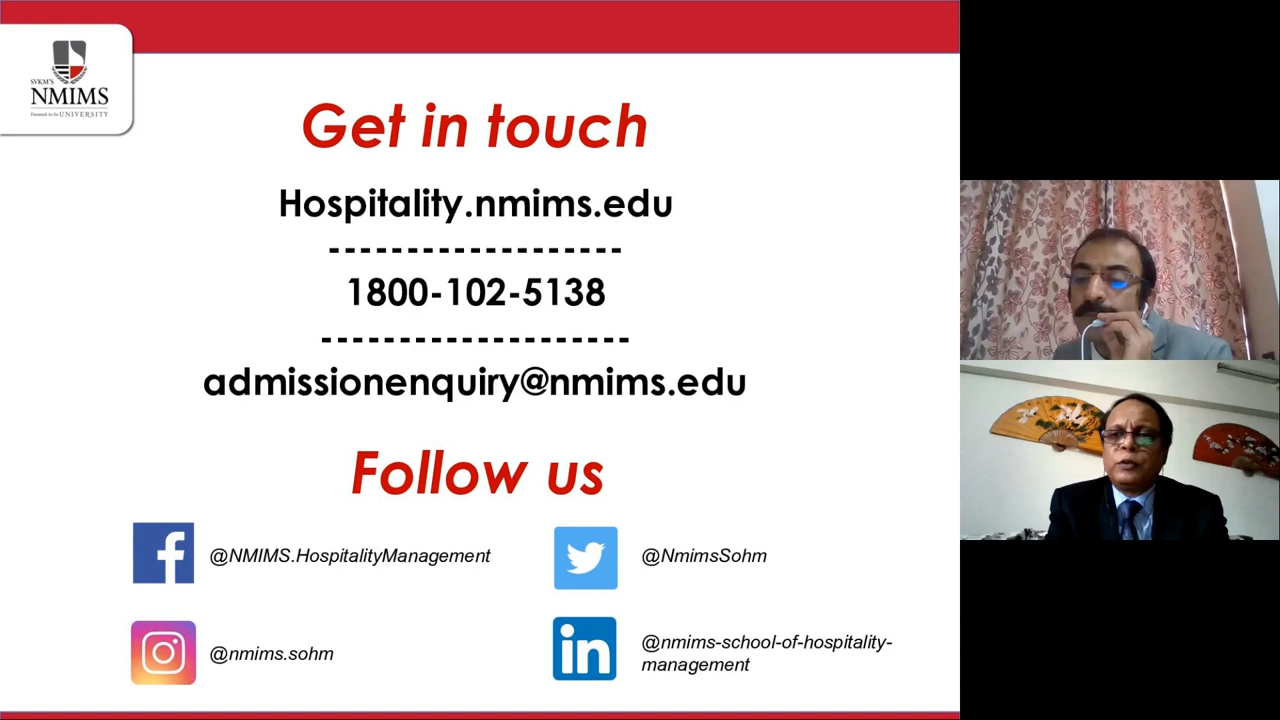 SVKM'S
NMIMS
Deemed-to-be UNIVERSITY
Get in touch
Hospitality.nmims.edu
-------------------
1800-102-5138
--------------------
admissionenquiry@nmims.edu
Follow us
@NMIMS.HospitalityManagement
@NmimsSohm
@nmims.sohm
in
@nmims-school-of-hospitality-
management